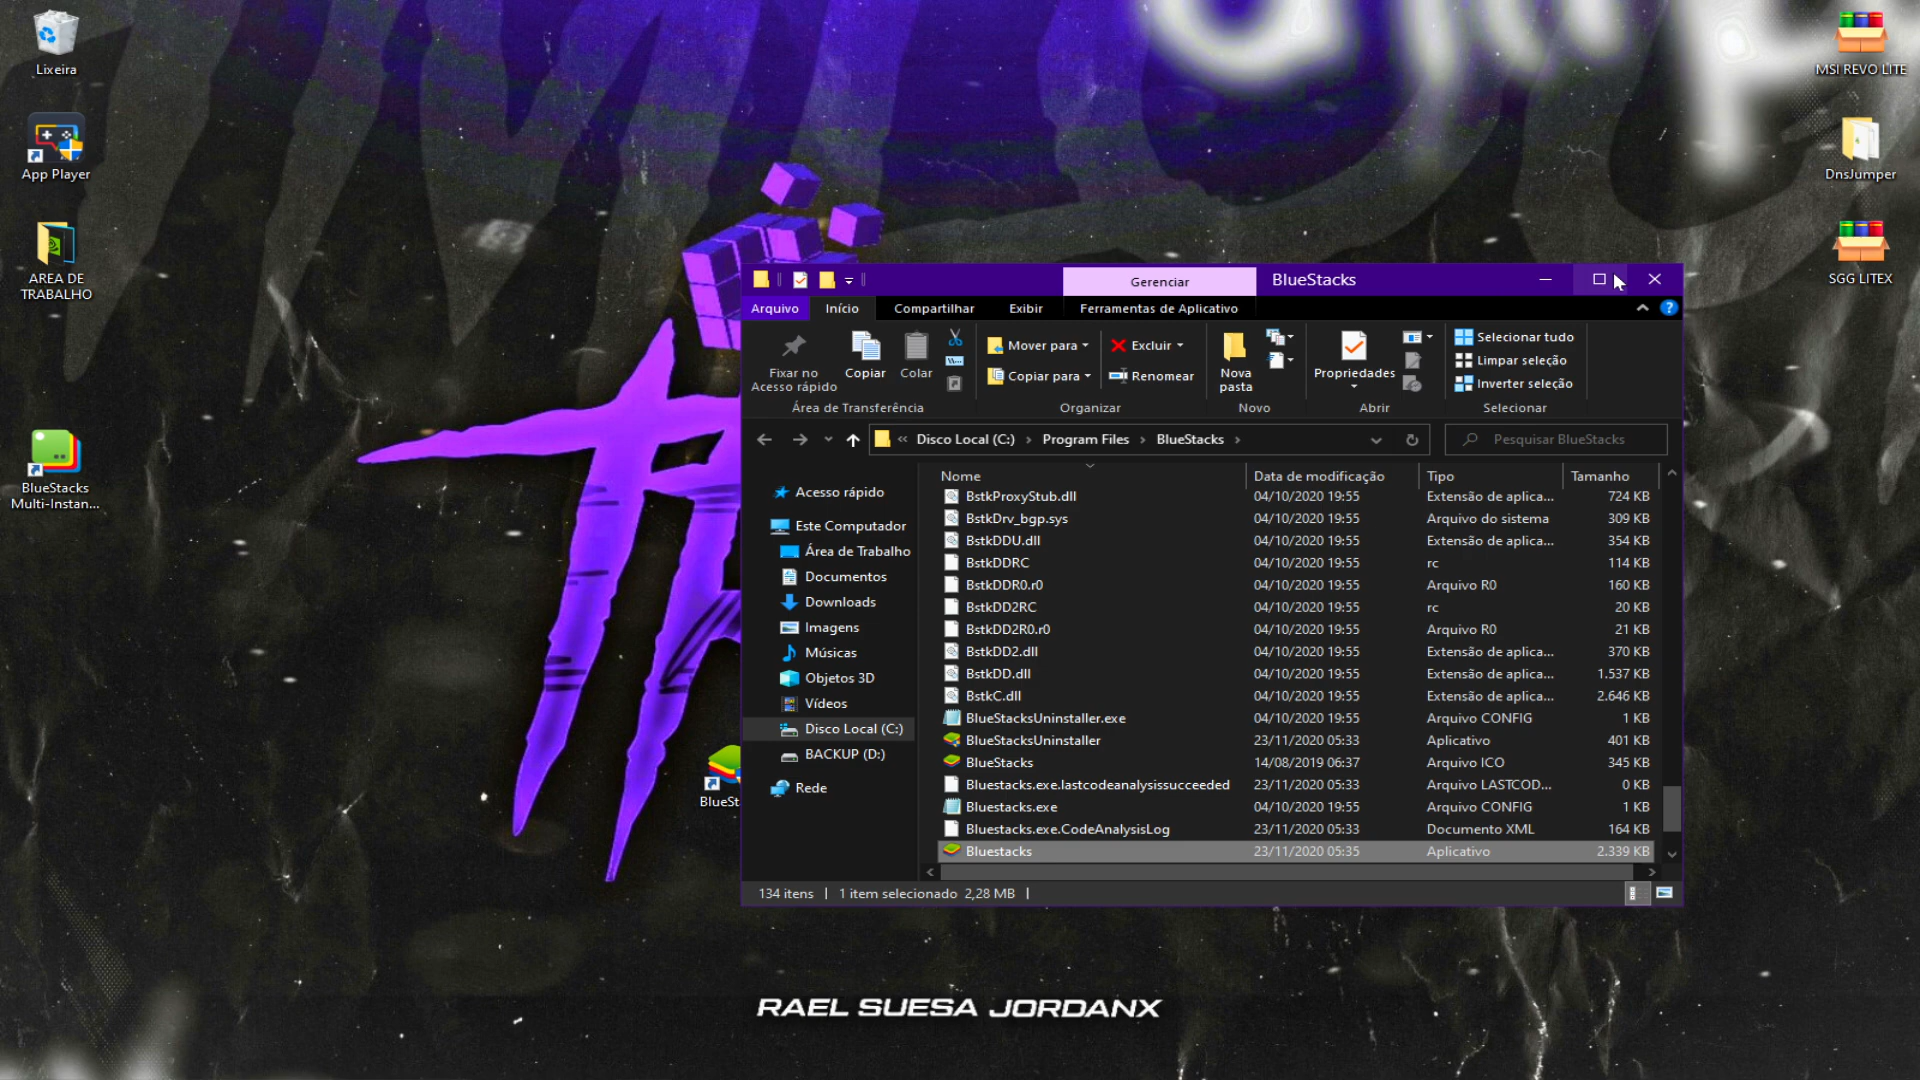 Lixeira
App Player
AREA DE
TRABALHO
BlueStacks
Multi-Instan...
MSI REVO LITE
DnsJumper
SGG LITEX
BlueSt
Gerenciar
BlueStacks
Arquivo
Início
Compartilhar
Exibir
Ferramentas de Aplicativo
Fixar no
Acesso rápido
Copiar
Colar
Mover para
Copiar para
Excluir
Renomear
Nova
pasta
Propriedades
Selecionar tudo
Limpar seleção
Inverter seleção
Área de Transferência
Organizar
Novo
Abrir
Selecionar
« Disco Local (C:) › Program Files › BlueStacks ›
Pesquisar BlueStacks
Acesso rápido
Este Computador
Área de Trabalho
Documentos
Downloads
Imagens
Músicas
Objetos 3D
Vídeos
Disco Local (C:)
BACKUP (D:)
Rede
Nome Data de modificação Tipo Tamanho
BstkProxyStub.dll 04/10/2020 19:55 Extensão de aplica... 724 KB
BstkDrv_bgp.sys 04/10/2020 19:55 Arquivo do sistema 309 KB
BstkDDU.dll 04/10/2020 19:55 Extensão de aplica... 354 KB
BstkDDRC 04/10/2020 19:55 rc 114 KB
BstkDDR0.r0 04/10/2020 19:55 Arquivo R0 160 KB
BstkDD2RC 04/10/2020 19:55 rc 20 KB
BstkDD2R0.r0 04/10/2020 19:55 Arquivo R0 21 KB
BstkDD2.dll 04/10/2020 19:55 Extensão de aplica... 370 KB
BstkDD.dll 04/10/2020 19:55 Extensão de aplica... 1.537 KB
BstkC.dll 04/10/2020 19:55 Extensão de aplica... 2.646 KB
BlueStacksUninstaller.exe 04/10/2020 19:55 Arquivo CONFIG 1 KB
BlueStacksUninstaller 23/11/2020 05:33 Aplicativo 401 KB
BlueStacks 14/08/2019 06:37 Arquivo ICO 345 KB
Bluestacks.exe.lastcodeanalysissucceeded 23/11/2020 05:33 Arquivo LASTCOD... 0 KB
Bluestacks.exe 04/10/2020 19:55 Arquivo CONFIG 1 KB
Bluestacks.exe.CodeAnalysisLog 23/11/2020 05:33 Documento XML 164 KB
Bluestacks 23/11/2020 05:35 Aplicativo 2.339 KB
134 itens | 1 item selecionado 2,28 MB |
RAEL SUESA JORDANX